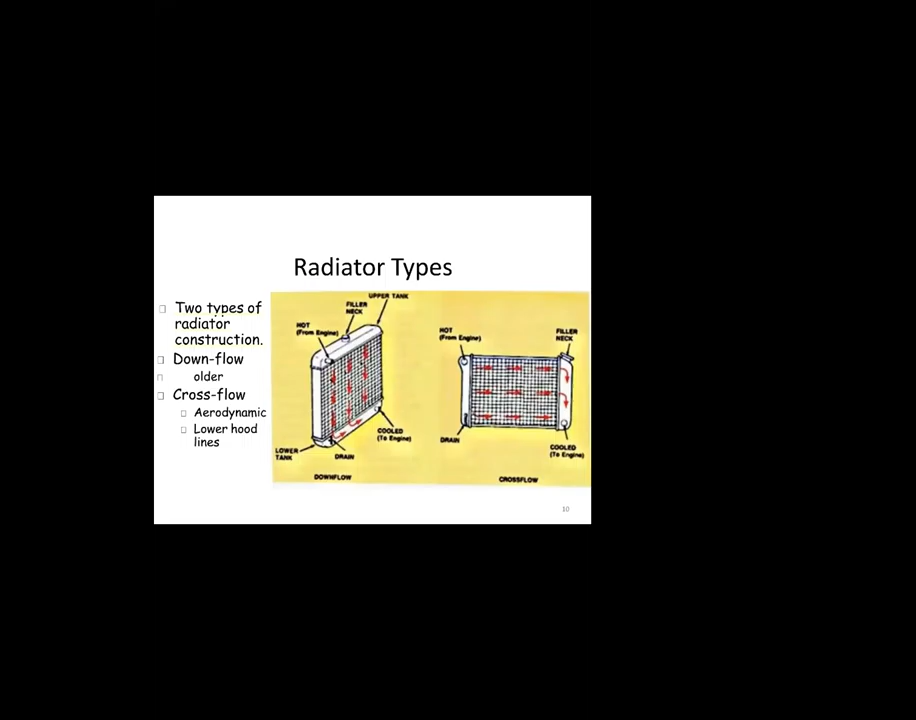 Radiator Types
Two types of
radiator
construction.
Down-flow
older
Cross-flow
Aerodynamic
Lower hood
lines
UPPER TANK
FILLER
NECK
HOT
(From Engine)
COOLED
(To Engine)
LOWER
TANK
DRAIN
DOWNFLOW
HOT
(From Engine)
FILLER
NECK
DRAIN
COOLED
(To Engine)
CROSSFLOW
10